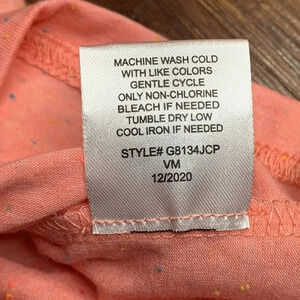 MACHINE WASH COLD
WITH LIKE COLORS
GENTLE CYCLE
ONLY NON-CHLORINE
BLEACH IF NEEDED
TUMBLE DRY LOW
COOL IRON IF NEEDED
STYLE# G8134JCP
VM
12/2020